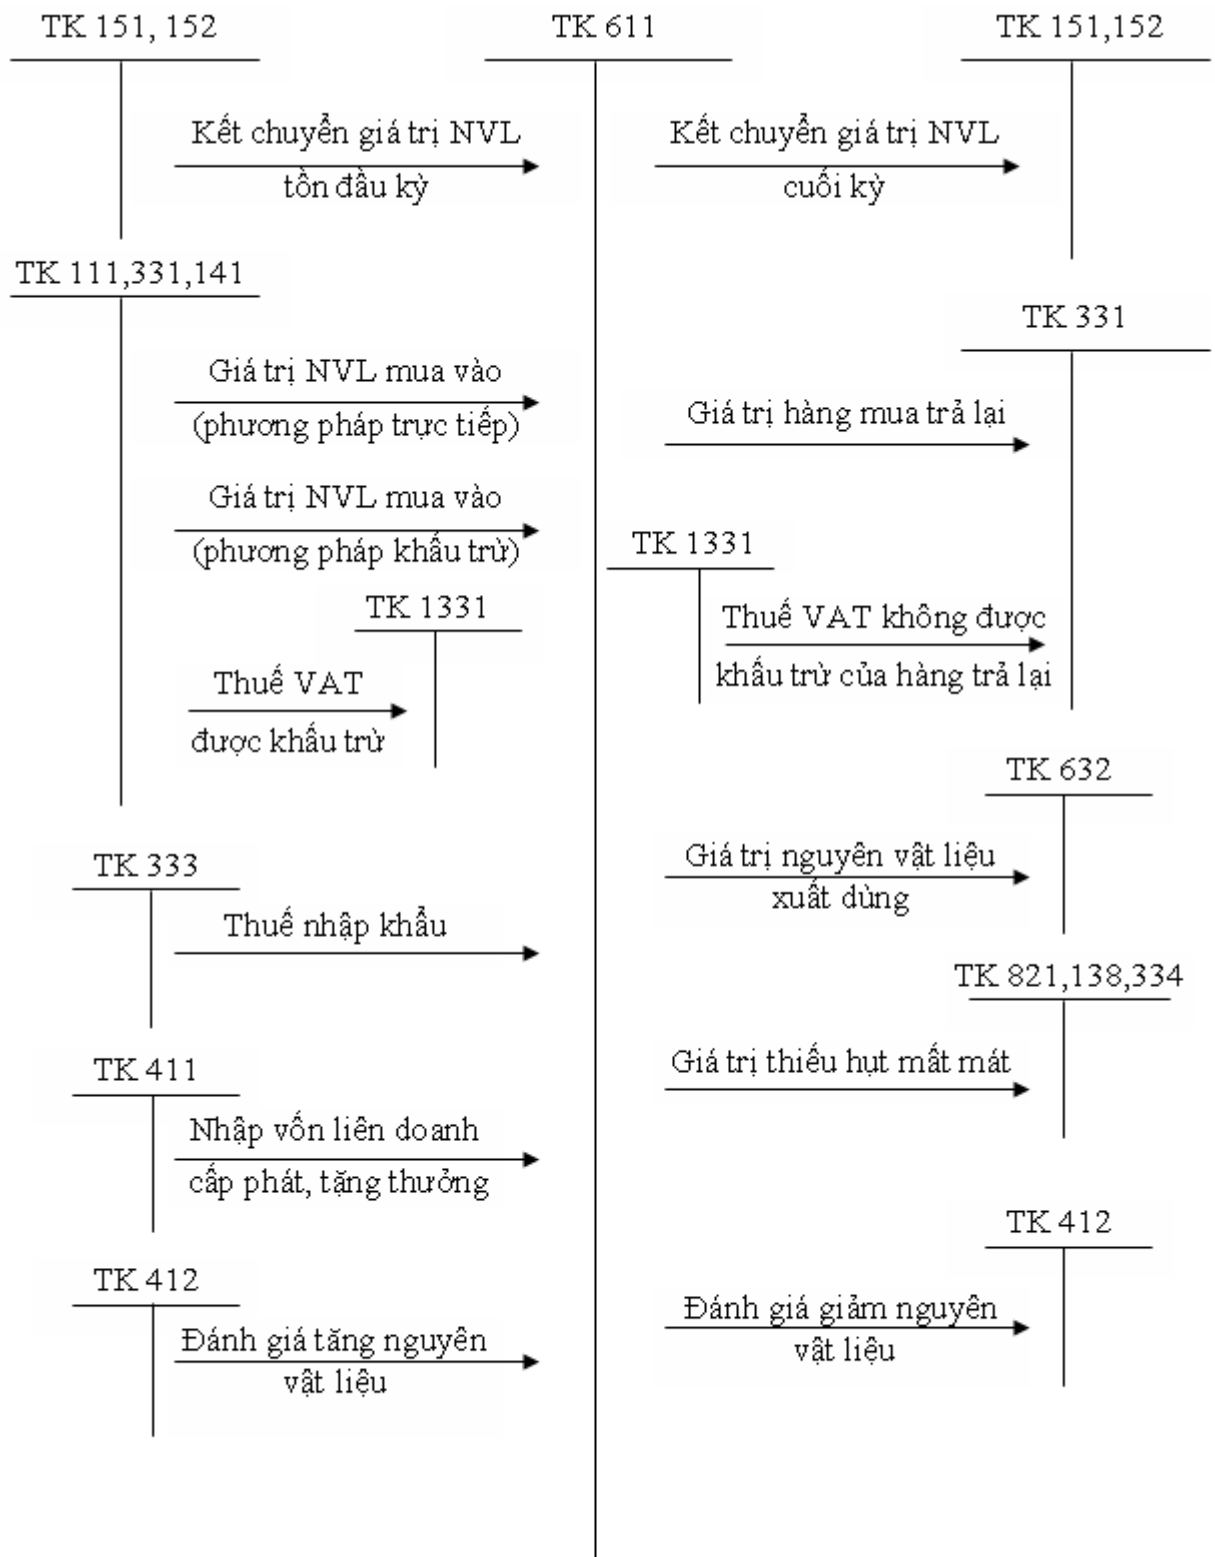 TK 151, 152
TK 611
TK 151,152
Kết chuyển giá trị NVL
tồn đầu kỳ
Kết chuyển giá trị NVL
cuối kỳ
TK 111,331,141
TK 331
Giá trị NVL mua vào
(phương pháp trực tiếp)
Giá trị hàng mua trả lại
Giá trị NVL mua vào
(phương pháp khấu trừ)
TK 1331
TK 1331
Thuế VAT không được
khấu trừ của hàng trả lại
Thuế VAT
được khấu trừ
TK 632
Giá trị nguyên vật liệu
xuất dùng
TK 333
Thuế nhập khẩu
TK 821,138,334
Giá trị thiếu hụt mất mát
TK 411
Nhập vốn liên doanh
cấp phát, tặng thưởng
TK 412
TK 412
Đánh giá giảm nguyên
vật liệu
Đánh giá tăng nguyên
vật liệu